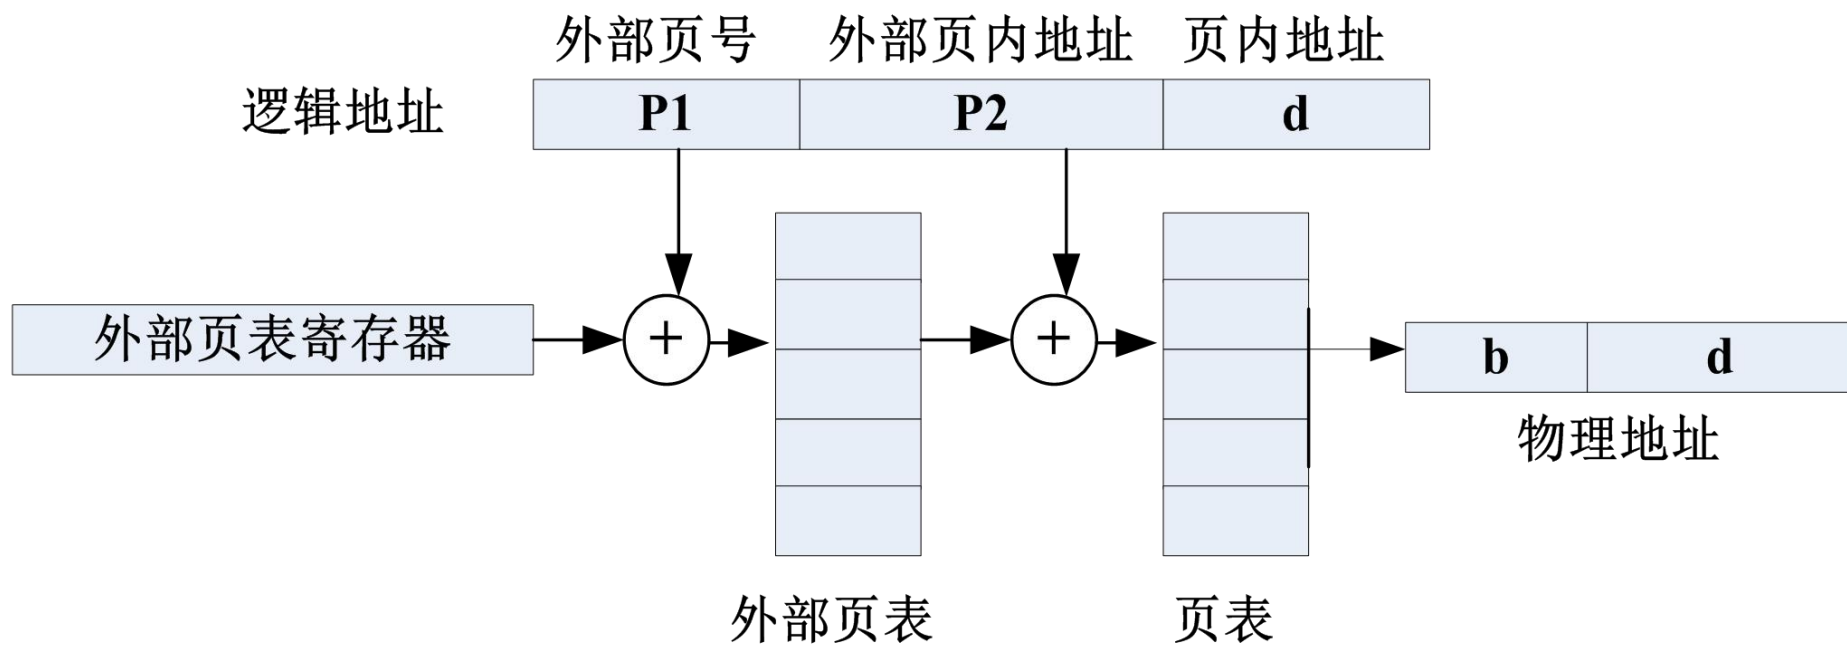 外部页号 外部页内地址 页内地址
逻辑地址 P1 P2 d
+ +
外部页表寄存器
b d
物理地址
外部页表 页表